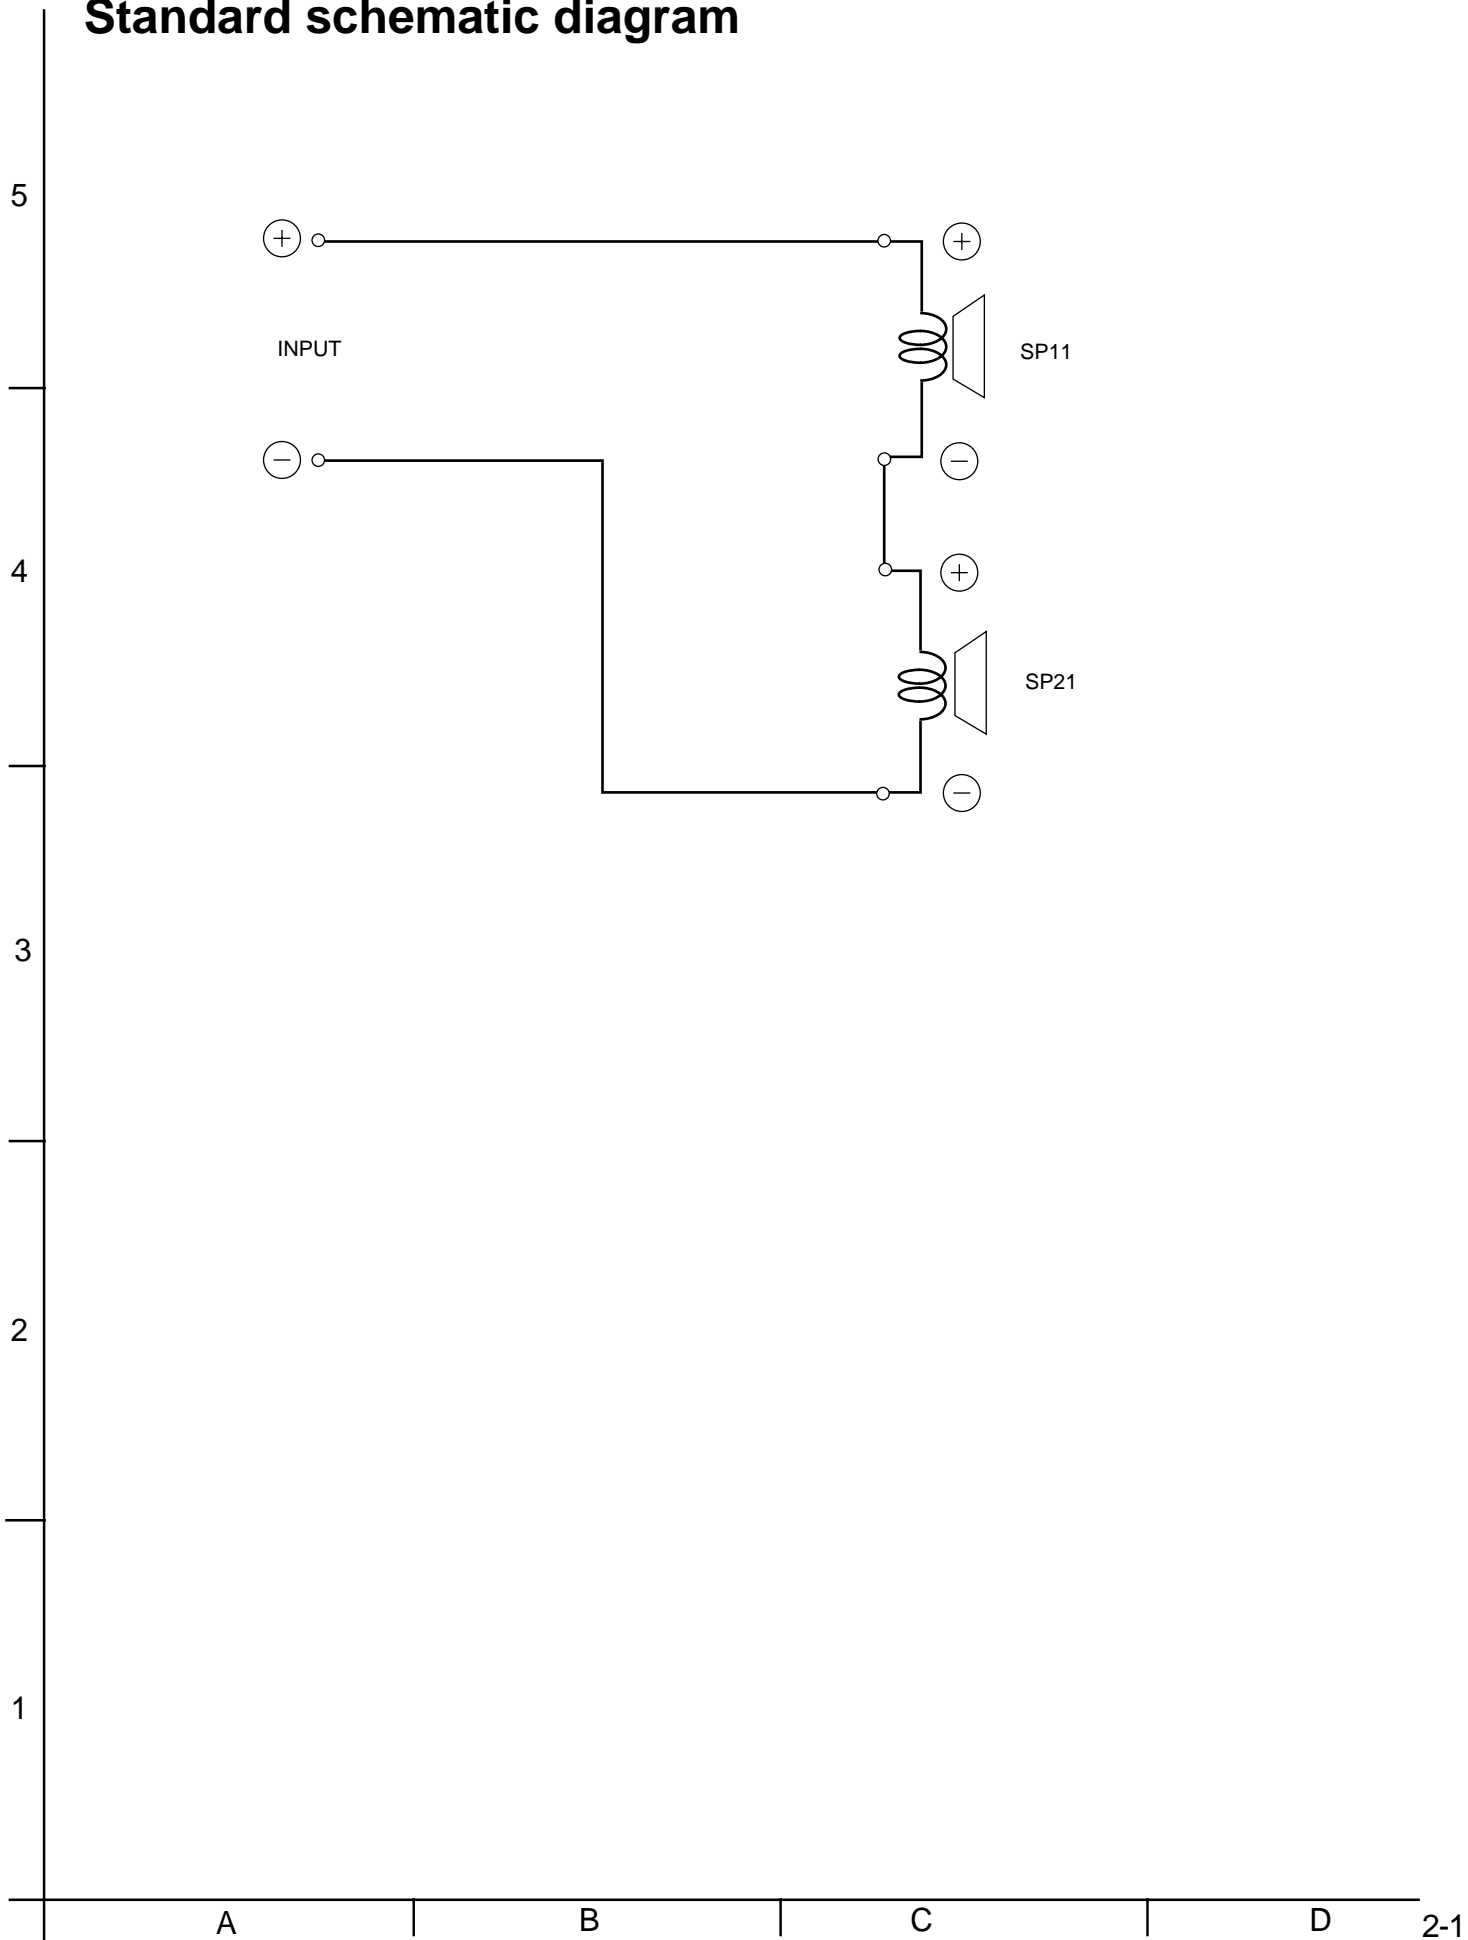 Standard schematic diagram
5
+
+
INPUT
SP11
−
−
4
+
SP21
−
3
2
1
A B C D 2-1